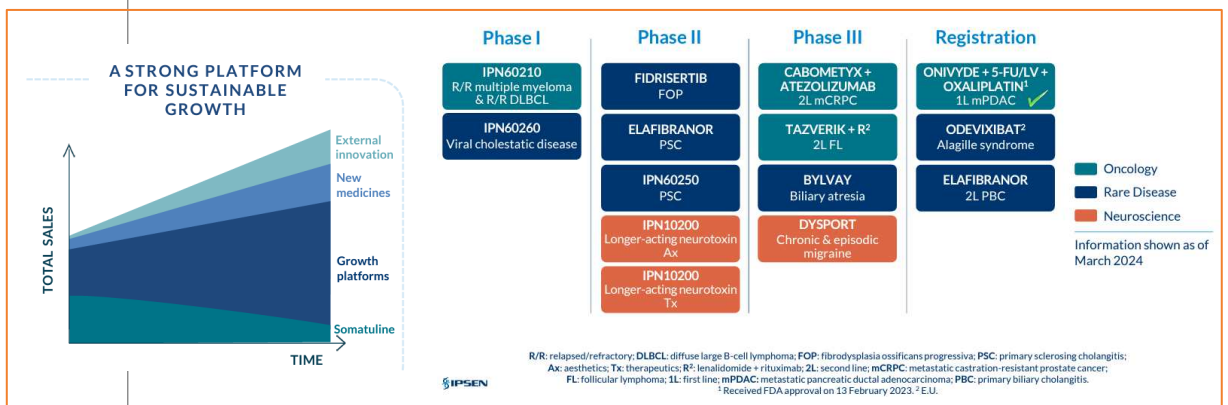 A STRONG PLATFORM
FOR SUSTAINABLE
GROWTH
TOTAL SALES
External
innovation
New
medicines
Growth
platforms
Somatuline
TIME
Phase I
IPN60210
R/R multiple myeloma
& R/R DLBCL
IPN60260
Viral cholestatic disease
Phase II
FIDRISERTIB
FOP
ELAFIBRANOR
PSC
IPN60250
PSC
IPN10200
Longer-acting neurotoxin
Ax
IPN10200
Longer-acting neurotoxin
Tx
Phase III
CABOMETYX +
ATEZOLIZUMAB
2L mCRPC
TAZVERIK + R²
2L FL
BYLVAY
Biliary atresia
DYSPORT
Chronic & episodic
migraine
Registration
ONIVYDE + 5-FU/LV +
OXALIPLATIN¹
1L mPDAC
ODEVIXIBAT²
Alagille syndrome
ELAFIBRANOR
2L PBC
Oncology
Rare Disease
Neuroscience
Information shown as of
March 2024
R/R: relapsed/refractory; DLBCL: diffuse large B-cell lymphoma; FOP: fibrodysplasia ossificans progressiva; PSC: primary sclerosing cholangitis;
Ax: aesthetics; Tx: therapeutics; R²: lenalidomide + rituximab; 2L: second line; mCRPC: metastatic castration-resistant prostate cancer;
FL: follicular lymphoma; 1L: first line; mPDAC: metastatic pancreatic ductal adenocarcinoma; PBC: primary biliary cholangitis.
¹ Received FDA approval on 13 February 2023. ² E.U.
IPSEN